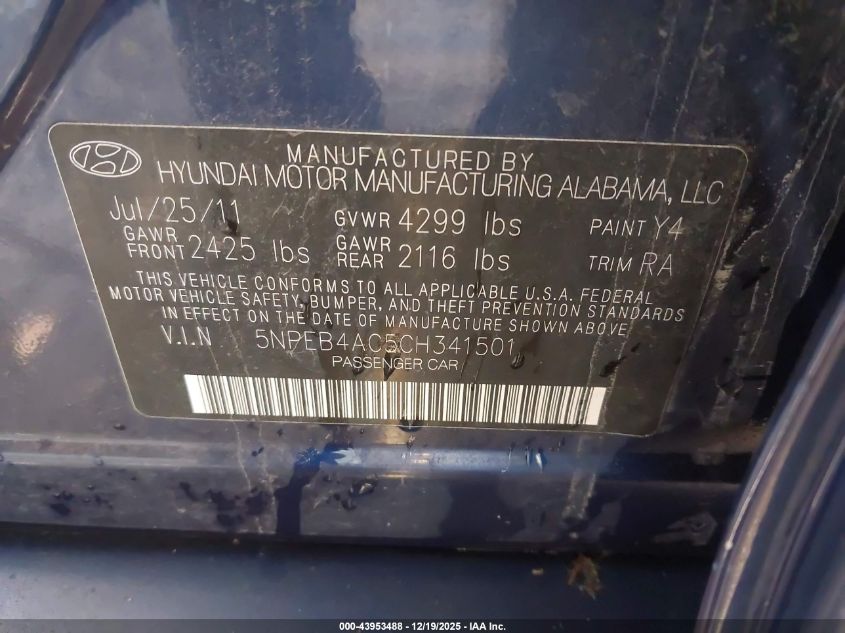 MANUFACTURED BY
HYUNDAI MOTOR MANUFACTURING ALABAMA, LLC
Jul/25/11 GVWR 4299 lbs PAINT Y4
GAWR FRONT 2425 lbs GAWR REAR 2116 lbs TRIM RA
THIS VEHICLE CONFORMS TO ALL APPLICABLE U.S.A. FEDERAL
MOTOR VEHICLE SAFETY, BUMPER, AND THEFT PREVENTION STANDARDS
IN EFFECT ON THE DATE OF MANUFACTURE SHOWN ABOVE
V.I.N 5NPEB4AC5CH341501
PASSENGER CAR
000-43953488 - 12/19/2025 - IAA Inc.